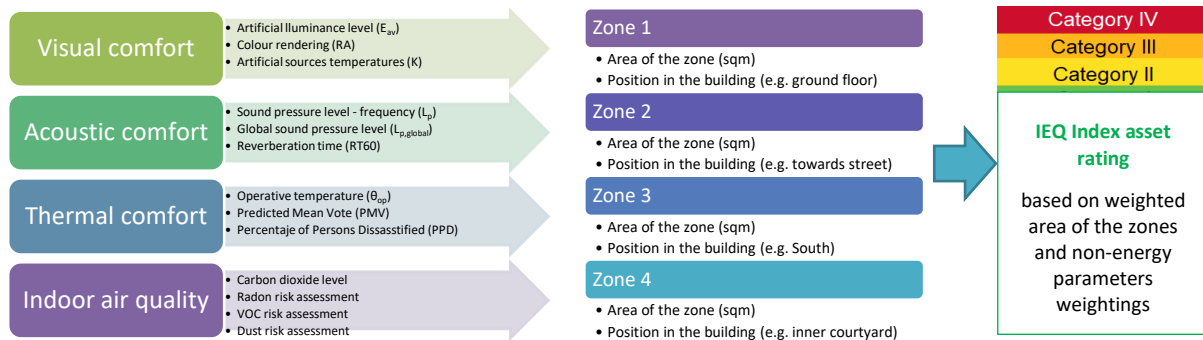 Visual comfort
• Artificial Iluminance level (Eav)
• Colour rendering (RA)
• Artificial sources temperatures (K)
Acoustic comfort
• Sound pressure level - frequency (Lp)
• Global sound pressure level (Lp,global)
• Reverberation time (RT60)
Thermal comfort
• Operative temperature (θop)
• Predicted Mean Vote (PMV)
• Percentaje of Persons Dissasstified (PPD)
Indoor air quality
• Carbon dioxide level
• Radon risk assessment
• VOC risk assessment
• Dust risk assessment
Zone 1
• Area of the zone (sqm)
• Position in the building (e.g. ground floor)
Zone 2
• Area of the zone (sqm)
• Position in the building (e.g. towards street)
Zone 3
• Area of the zone (sqm)
• Position in the building (e.g. South)
Zone 4
• Area of the zone (sqm)
• Position in the building (e.g. inner courtyard)
Category IV
Category III
Category II
IEQ Index asset
rating
based on weighted
area of the zones
and non-energy
parameters
weightings